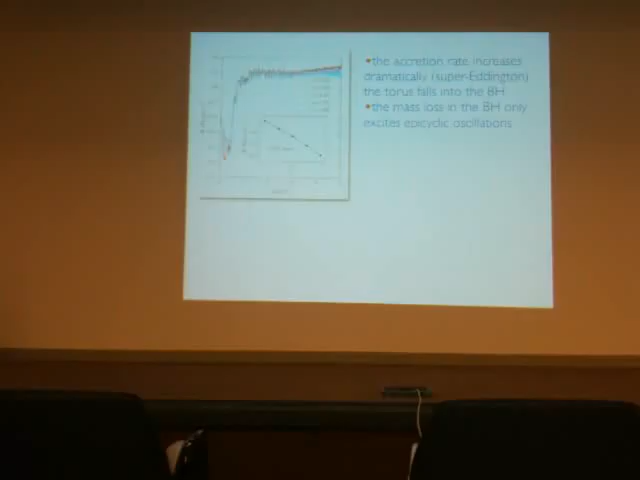 •the accretion rate increases
dramatically (super-Eddington)
the torus falls into the BH
•the mass loss in the BH only
excites epicyclic oscillations